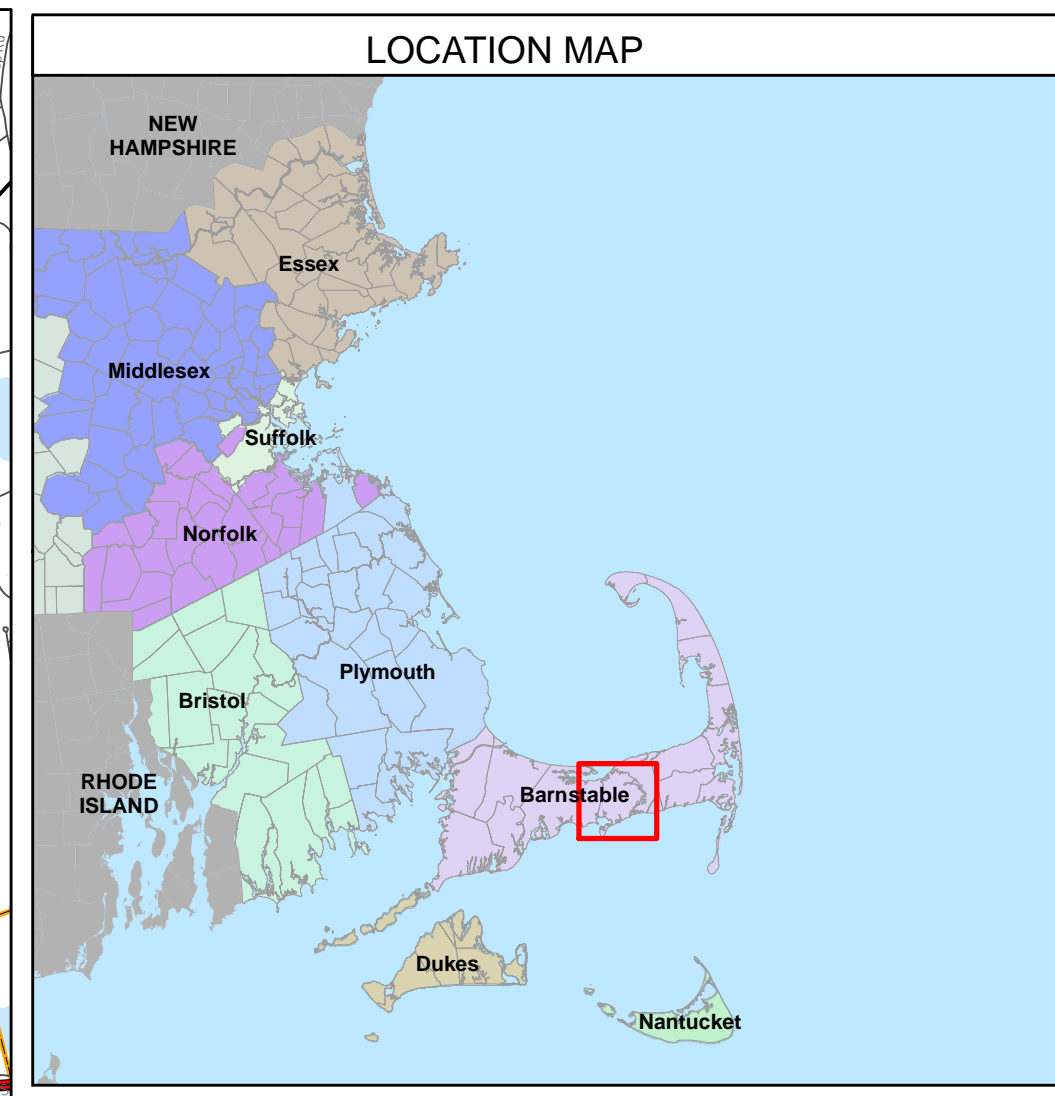 LOCATION MAP
NEW
HAMPSHIRE
Essex
Middlesex
Suffolk
Norfolk
Plymouth
Bristol
RHODE
ISLAND
Barnstable
Dukes
Nantucket